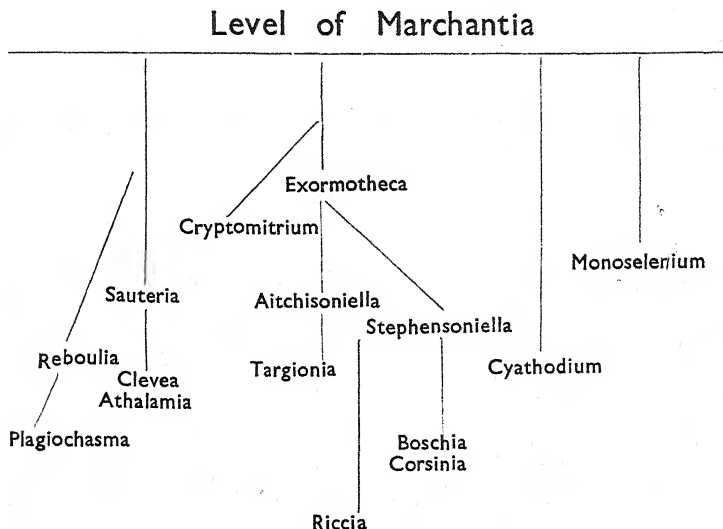 Level of Marchantia
Exormotheca
Cryptomitrium
Monoselenium
Sauteria
Aitchisoniella
Stephensoniella
Reboulia
Clevea
Athalamia
Targionia
Cyathodium
Plagiochasma
Boschia
Corsinia
Riccia